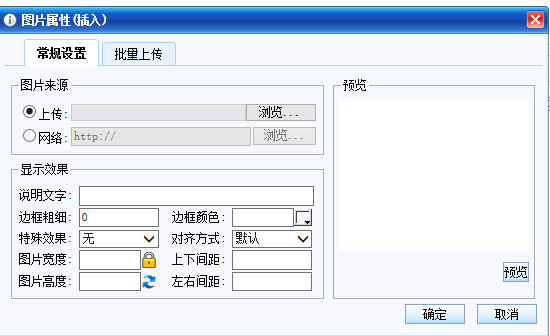 图片属性(插入)
常规设置 批量上传
图片来源
上传: 浏览...
网络: http:// 浏览...
显示效果
说明文字:
边框粗细: 0 边框颜色:
特殊效果: 无 对齐方式: 默认
图片宽度: 上下间距:
图片高度: 左右间距:
预览
预览
确定 取消